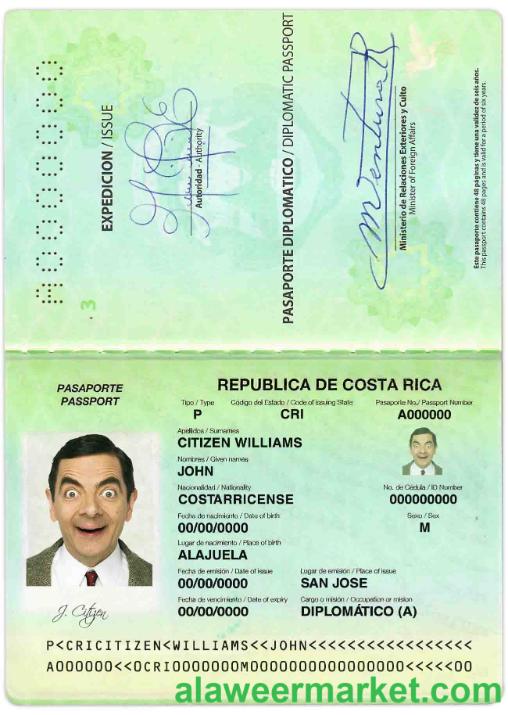 A000000
3
EXPEDICION / ISSUE
Autoridad - Authority
PASAPORTE DIPLOMATICO / DIPLOMATIC PASSPORT
Ministerio de Relaciones Exteriores y Culto
Minister of Foreign Affairs
Este pasaporte contiene 48 páginas y tiene una validez de seis años.
This passport contains 48 pages and is valid for a period of six years.
REPUBLICA DE COSTA RICA
PASAPORTE
PASSPORT
Tipo / Type Código del Estado / Code of issuing State Pasaporte No./ Passport Number
P CRI A000000
Apellidos / Surnames
CITIZEN WILLIAMS
Nombres / Given names
JOHN
Nacionalidad / Nationality No. de Cédula / ID Number
COSTARRICENSE 000000000
Fecha de nacimiento / Date of birth Sexo / Sex
00/00/0000 M
Lugar de nacimiento / Place of birth
ALAJUELA
Fecha de emisión / Date of issue Lugar de emisión / Place of issue
00/00/0000 SAN JOSE
Fecha de vencimiento / Date of expiry Cargo o misión / Occupation or mision
00/00/0000 DIPLOMÁTICO (A)
J. Citizen
P<CRICITIZEN<WILLIAMS<<JOHN<<<<<<<<<<<<<<<<<
A000000<<0CRI0000000M0000000000000000<<<<<00
alaweermarket.com